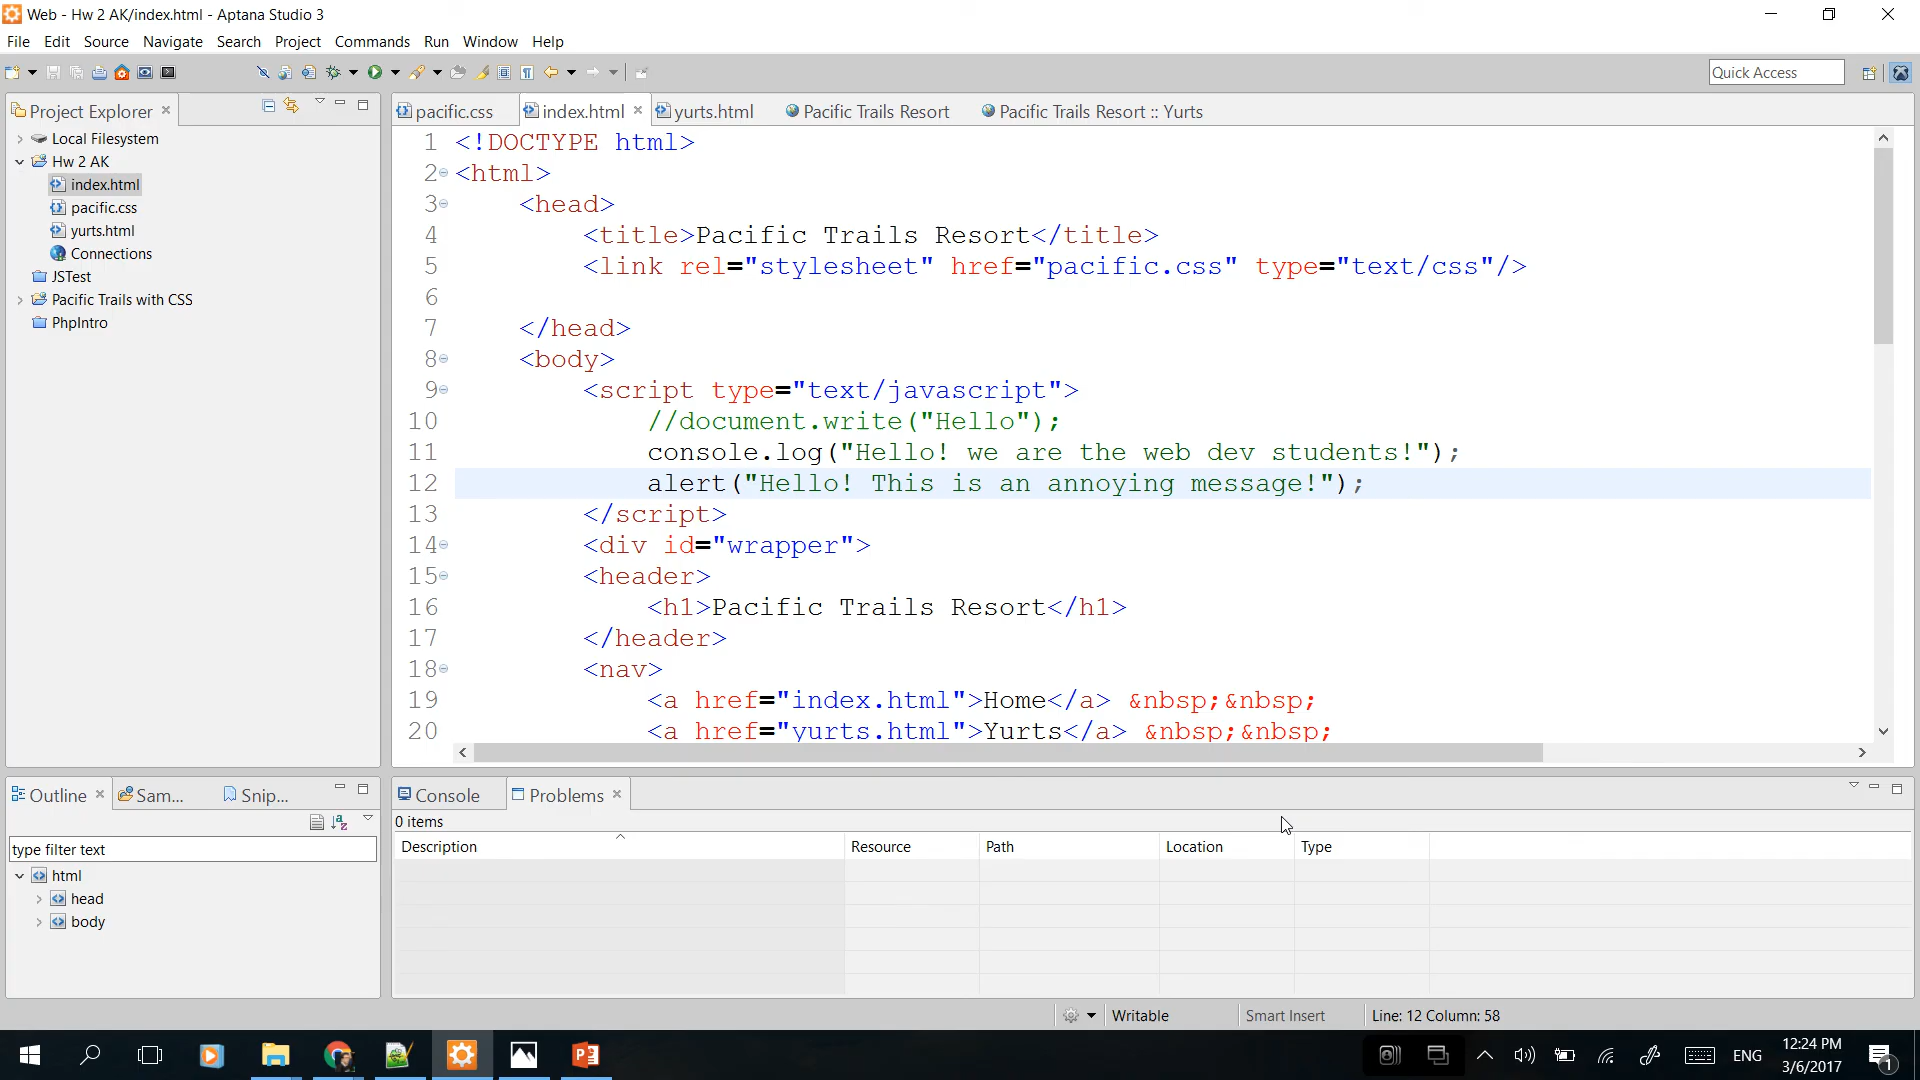 Web - Hw 2 AK/index.html - Aptana Studio 3
File Edit Source Navigate Search Project Commands Run Window Help
Quick Access
Project Explorer
Local Filesystem
Hw 2 AK
index.html
pacific.css
yurts.html
Connections
JSTest
Pacific Trails with CSS
PhpIntro
pacific.css index.html yurts.html Pacific Trails Resort Pacific Trails Resort :: Yurts
1 <!DOCTYPE html>
2 <html>
3 <head>
4 <title>Pacific Trails Resort</title>
5 <link rel="stylesheet" href="pacific.css" type="text/css"/>
6
7 </head>
8 <body>
9 <script type="text/javascript">
10 //document.write("Hello");
11 console.log("Hello! we are the web dev students!");
12 alert("Hello! This is an annoying message!");
13 </script>
14 <div id="wrapper">
15 <header>
16 <h1>Pacific Trails Resort</h1>
17 </header>
18 <nav>
19 <a href="index.html">Home</a> &nbsp;&nbsp;
20 <a href="yurts.html">Yurts</a> &nbsp;&nbsp;
Outline Sam... Snip...
type filter text
html
head
body
Console Problems
0 items
Description Resource Path Location Type
Writable Smart Insert Line: 12 Column: 58
ENG
12:24 PM
3/6/2017
1